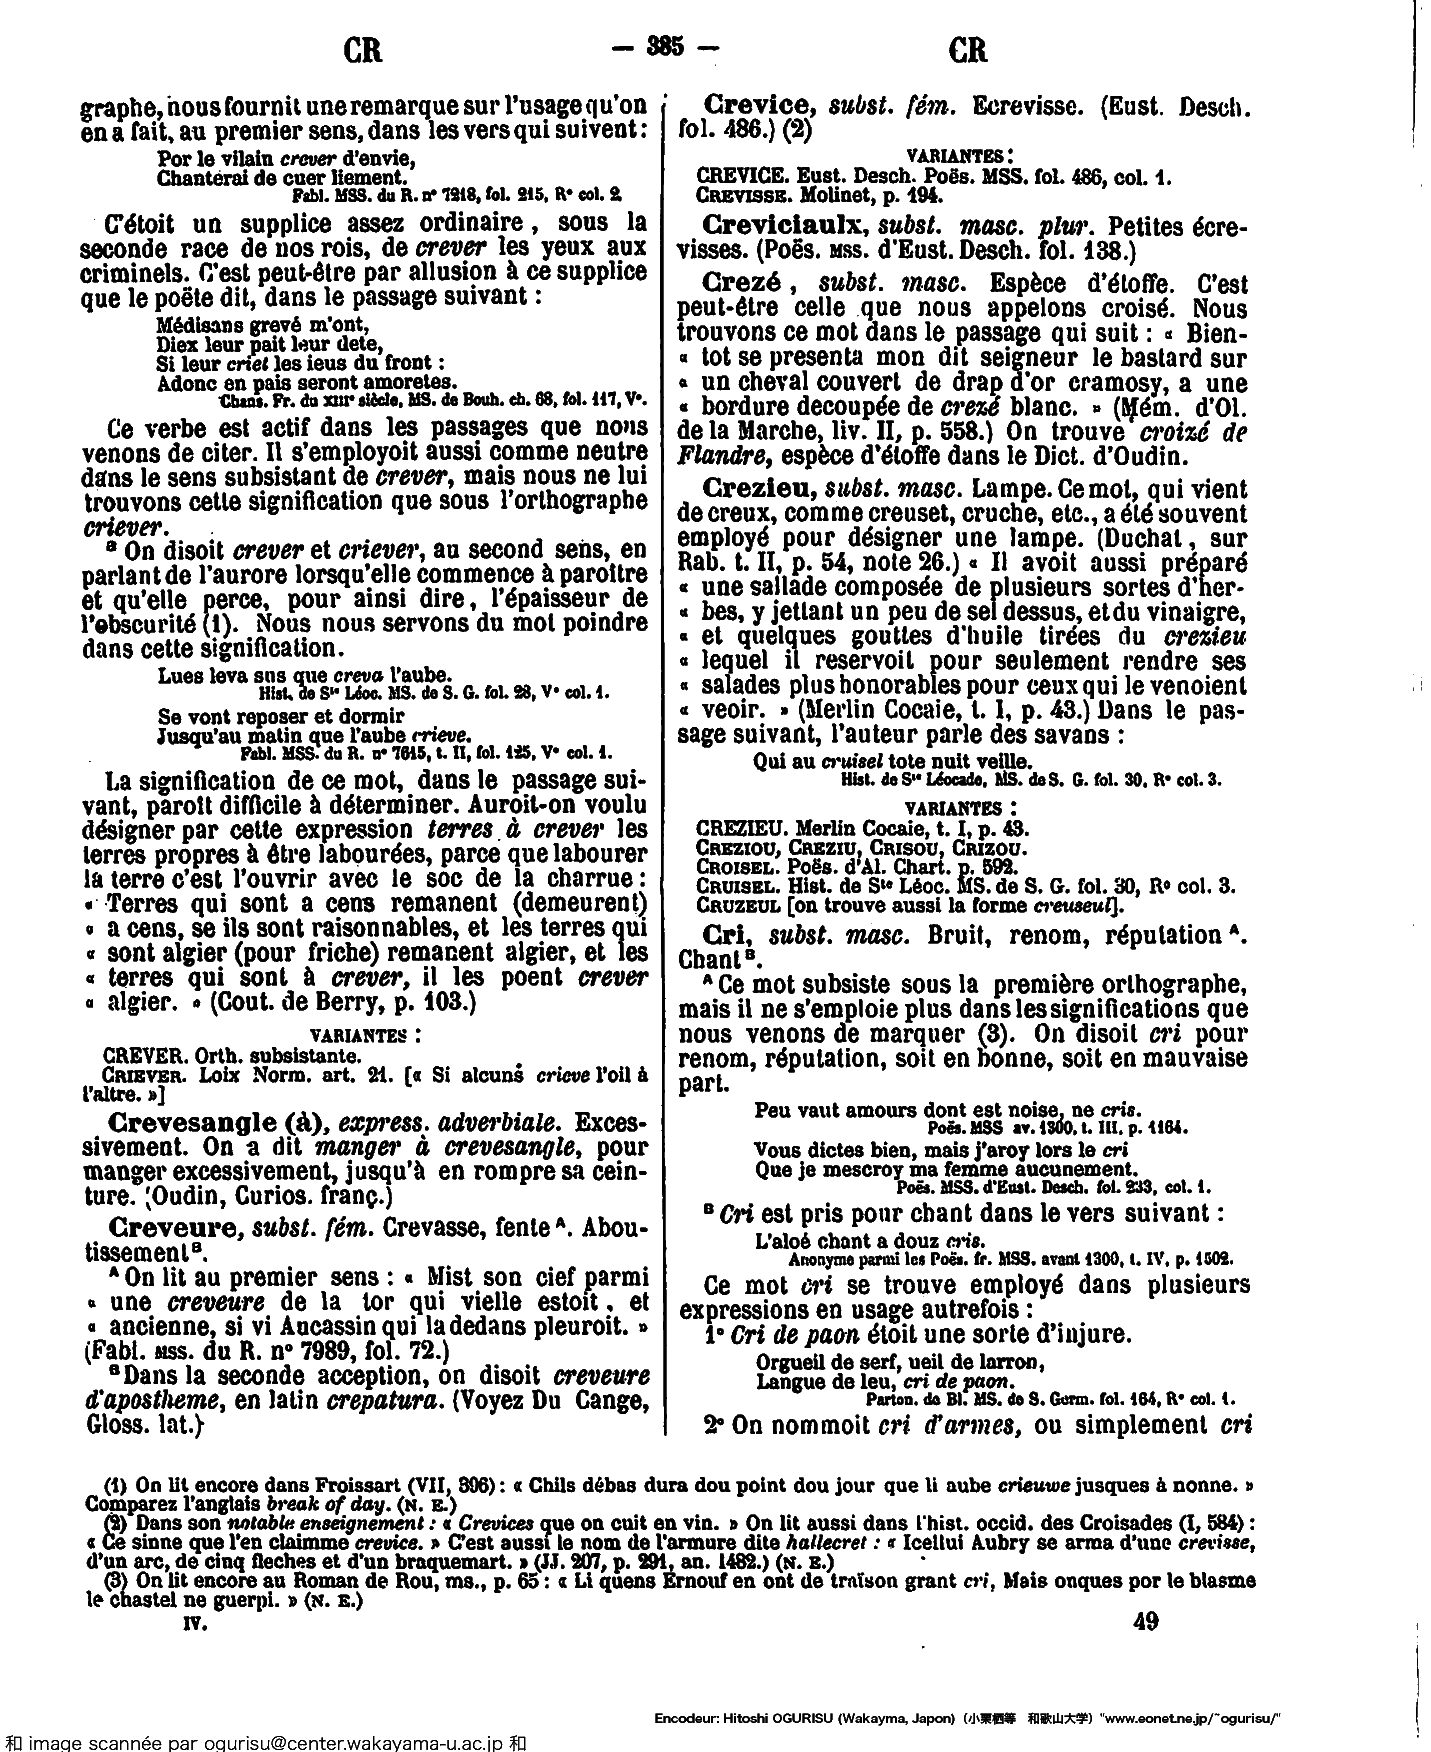 CR — 385 — CR
graphe, nous fournit une remarque sur l'usage qu'on
en a fait, au premier sens, dans les vers qui suivent :
Por le vilain crever d'envie,
Chanterai de cuer liement.
Fabl. MSS. du R. n° 7218, fol. 215, R° col. 2.
C'étoit un supplice assez ordinaire, sous la
seconde race de nos rois, de crever les yeux aux
criminels. C'est peut-être par allusion à ce supplice
que le poëte dit, dans le passage suivant :
Médisans grevé m'ont,
Diex leur pait leur dete,
Si leur criet les ieus du front :
Adonc en pais seront amoretes.
Chans. Fr. du XIIIe siècle, MS. de Bouh. ch. 68, fol. 117, V°.
Ce verbe est actif dans les passages que nous
venons de citer. Il s'employoit aussi comme neutre
dans le sens subsistant de crever, mais nous ne lui
trouvons cette signification que sous l'orthographe
criever.
B On disoit crever et criever, au second sens, en
parlant de l'aurore lorsqu'elle commence à paroître
et qu'elle perce, pour ainsi dire, l'épaisseur de
l'obscurité (1). Nous nous servons du mot poindre
dans cette signification.
Lues leva sus que creva l'aube.
Hist. de Ste Léoc. MS. de S. G. fol. 28, V° col. 1.
Se vont reposer et dormir
Jusqu'au matin que l'aube crieve.
Fabl. MSS. du R. n° 7615, t. II, fol. 125, V° col. 1.
La signification de ce mot, dans le passage sui-
vant, paroît difficile à déterminer. Auroit-on voulu
désigner par cette expression terres à crever les
terres propres à être labourées, parce que labourer
la terre c'est l'ouvrir avec le soc de la charrue :
« Terres qui sont a cens remanent (demeurent)
« a cens, se ils sont raisonnables, et les terres qui
« sont algier (pour friche) remanent algier, et les
« terres qui sont à crever, il les poent crever
« algier. » (Cout. de Berry, p. 103.)
VARIANTES :
CREVER. Orth. subsistante.
CRIEVER. Loix Norm. art. 21. [« Si alcuns crieve l'oil à
l'altre. »]
Crevesangle (à), express. adverbiale. Exces-
sivement. On a dit manger à crevesangle, pour
manger excessivement, jusqu'à en rompre sa cein-
ture. (Oudin, Curios. franç.)
Creveure, subst. fém. Crevasse, fente A. Abou-
tissement B.
A On lit au premier sens : « Mist son cief parmi
« une creveure de la tor qui vielle estoit, et
« ancienne, si vi Aucassin qui la dedans pleuroit. »
(Fabl. MSS. du R. n° 7989, fol. 72.)
B Dans la seconde acception, on disoit creveure
d'apostheme, en latin crepatura. (Voyez Du Cange,
Gloss. lat.)
Crevice, subst. fém. Ecrevisse. (Eust. Desch.
fol. 486.) (2)
VARIANTES :
CREVICE. Eust. Desch. Poës. MSS. fol. 486, col. 1.
CREVISSE. Molinet, p. 194.
Creviciaulx, subst. masc. plur. Petites écre-
visses. (Poës. MSS. d'Eust. Desch. fol. 138.)
Crezé, subst. masc. Espèce d'étoffe. C'est
peut-être celle que nous appelons croisé. Nous
trouvons ce mot dans le passage qui suit : « Bien-
« tot se presenta mon dit seigneur le bastard sur
« un cheval couvert de drap d'or cramosy, a une
« bordure decoupée de crezé blanc. » (Mém. d'Ol.
de la Marche, liv. II, p. 558.) On trouve croizé de
Flandre, espèce d'étoffe dans le Dict. d'Oudin.
Crezieu, subst. masc. Lampe. Ce mot, qui vient
de creux, comme creuset, cruche, etc., a été souvent
employé pour désigner une lampe. (Duchat, sur
Rab. t. II, p. 54, note 26.) « Il avoit aussi préparé
« une sallade composée de plusieurs sortes d'her-
« bes, y jettant un peu de sel dessus, et du vinaigre,
« et quelques gouttes d'huile tirées du crezieu
« lequel il reservoit pour seulement rendre ses
« salades plus honorables pour ceux qui le venoient
« veoir. » (Merlin Cocaie, t. I, p. 43.) Dans le pas-
sage suivant, l'auteur parle des savans :
Qui au cruisel tote nuit veille.
Hist. de Ste Léocade, MS. de S. G. fol. 30, R° col. 3.
VARIANTES :
CREZIEU. Merlin Cocaie, t. I, p. 43.
CREZIOU, CREZIU, CRISOU, CRIZOU.
CROISEL. Poës. d'Al. Chart. p. 592.
CRUISEL. Hist. de Ste Léoc. MS. de S. G. fol. 30, R° col. 3.
CRUZEUL [on trouve aussi la forme creuseul].
Cri, subst. masc. Bruit, renom, réputation A.
Chant B.
A Ce mot subsiste sous la première orthographe,
mais il ne s'emploie plus dans les significations que
nous venons de marquer (3). On disoit cri pour
renom, réputation, soit en bonne, soit en mauvaise
part.
Peu vaut amours dont est noise, ne cris.
Poës. MSS av. 1300, t. III, p. 1164.
Vous dictes bien, mais j'aroy lors le cri
Que je mescroy ma femme aucunement.
Poës. MSS. d'Eust. Desch. fol. 233, col. 1.
B Cri est pris pour chant dans le vers suivant :
L'aloé chant a douz cris.
Anonyme parmi les Poës. fr. MSS. avant 1300, t. IV, p. 1502.
Ce mot cri se trouve employé dans plusieurs
expressions en usage autrefois :
1° Cri de paon étoit une sorte d'injure.
Orgueil de serf, ueil de larron,
Langue de leu, cri de paon.
Parton. de Bl. MS. de S. Germ. fol. 164, R° col. 1.
2° On nommoit cri d'armes, ou simplement cri
(1) On lit encore dans Froissart (VII, 396) : « Chils débas dura dou point dou jour que li aube crieuwe jusques à nonne. »
Comparez l'anglais break of day. (N. E.)
(2) Dans son notable enseignement : « Crevices que on cuit en vin. » On lit aussi dans l'hist. occid. des Croisades (I, 584) :
« Ce sinne que l'en claimme crevice. » C'est aussi le nom de l'armure dite hallecret : « Icellui Aubry se arma d'une crevisse,
d'un arc, de cinq fleches et d'un braquemart. » (JJ. 207, p. 291, an. 1482.) (N. E.)
(3) On lit encore au Roman de Rou, ms., p. 65 : « Li quens Ernouf en ont de traïson grant cri, Mais onques por le blasme
le chastel ne guerpi. » (N. E.)
IV. 49
Encodeur: Hitoshi OGURISU (Wakayma, Japon) (小栗栖等 和歌山大学) "www.eonet.ne.jp/~ogurisu/"
和 image scannée par ogurisu@center.wakayama-u.ac.jp 和